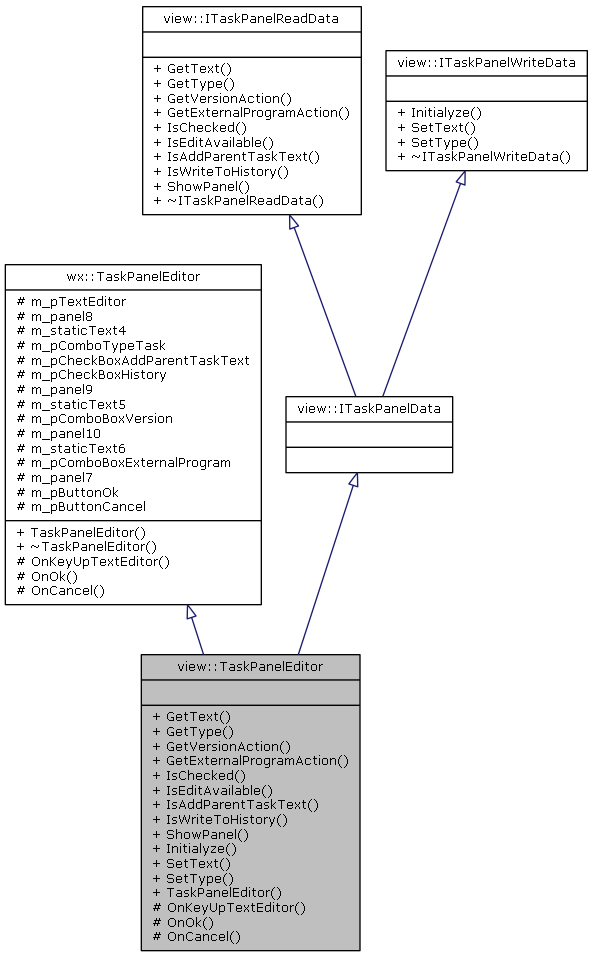 view::ITaskPanelReadData
+ GetText()
+ GetType()
+ GetVersionAction()
+ GetExternalProgramAction()
+ IsChecked()
+ IsEditAvailable()
+ IsAddParentTaskText()
+ IsWriteToHistory()
+ ShowPanel()
+ ~ITaskPanelReadData()
view::ITaskPanelWriteData
+ Initialyze()
+ SetText()
+ SetType()
+ ~ITaskPanelWriteData()
wx::TaskPanelEditor
# m_pTextEditor
# m_panel8
# m_staticText4
# m_pComboTypeTask
# m_pCheckBoxAddParentTaskText
# m_pCheckBoxHistory
# m_panel9
# m_staticText5
# m_pComboBoxVersion
# m_panel10
# m_staticText6
# m_pComboBoxExternalProgram
# m_panel7
# m_pButtonOk
# m_pButtonCancel
+ TaskPanelEditor()
+ ~TaskPanelEditor()
# OnKeyUpTextEditor()
# OnOk()
# OnCancel()
view::ITaskPanelData
view::TaskPanelEditor
+ GetText()
+ GetType()
+ GetVersionAction()
+ GetExternalProgramAction()
+ IsChecked()
+ IsEditAvailable()
+ IsAddParentTaskText()
+ IsWriteToHistory()
+ ShowPanel()
+ Initialyze()
+ SetText()
+ SetType()
+ TaskPanelEditor()
# OnKeyUpTextEditor()
# OnOk()
# OnCancel()